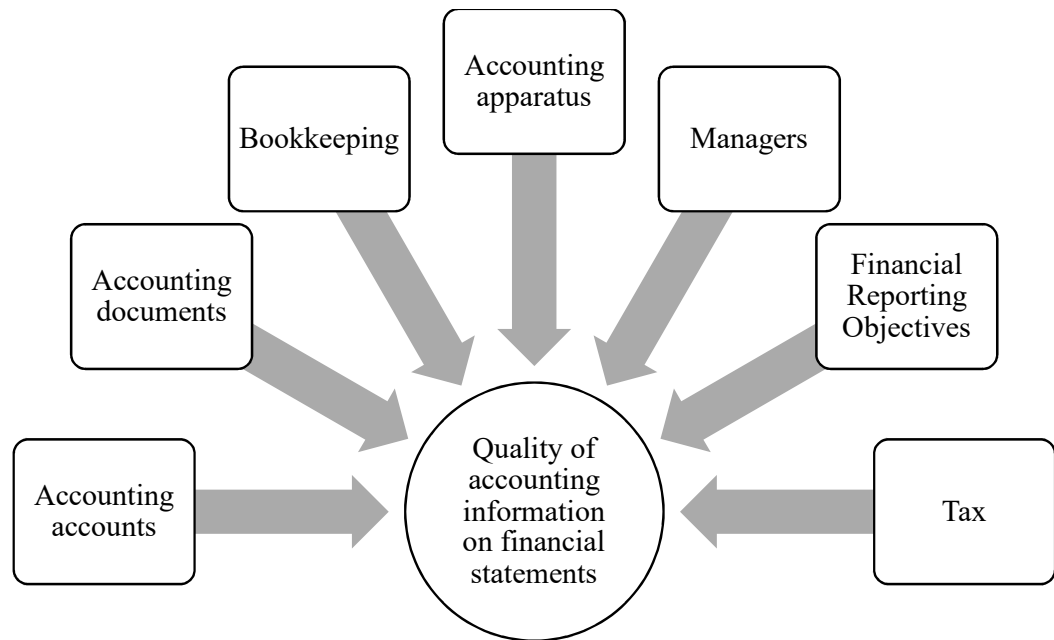 Accounting
apparatus
Bookkeeping
Managers
Accounting
documents
Financial
Reporting
Objectives
Accounting
accounts
Quality of
accounting
information
on financial
statements
Tax